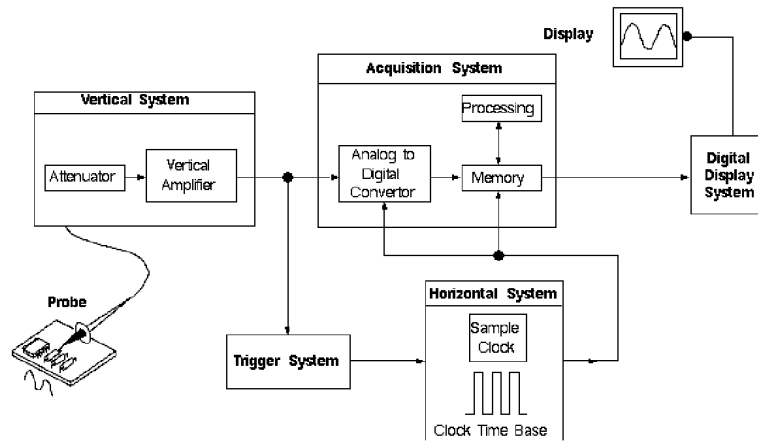 Display
Acquisition System
Vertical System
Processing
Attenuator
Vertical
Amplifier
Analog to
Digital
Convertor
Memory
Digital
Display
System
Probe
Horizontal System
Sample
Clock
Trigger System
Clock Time Base